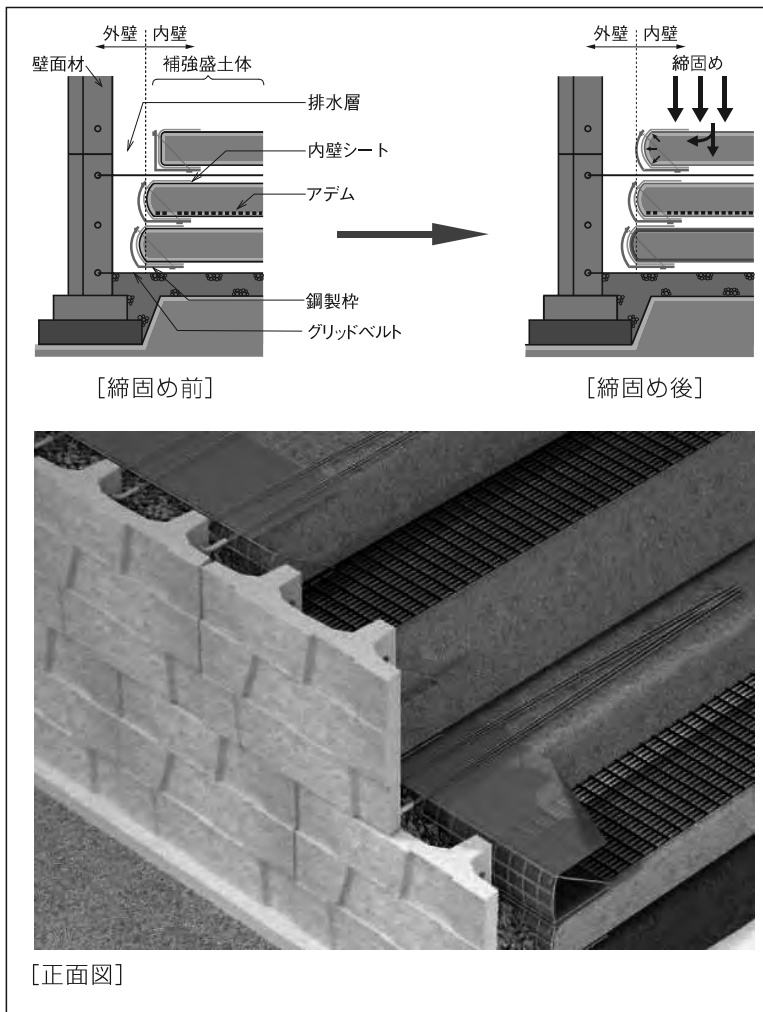 外壁 内壁
壁面材
補強盛土体
排水層
内壁シート
アデム
鋼製枠
グリッドベルト
[締固め前]
外壁 内壁
締固め
[締固め後]
[正面図]